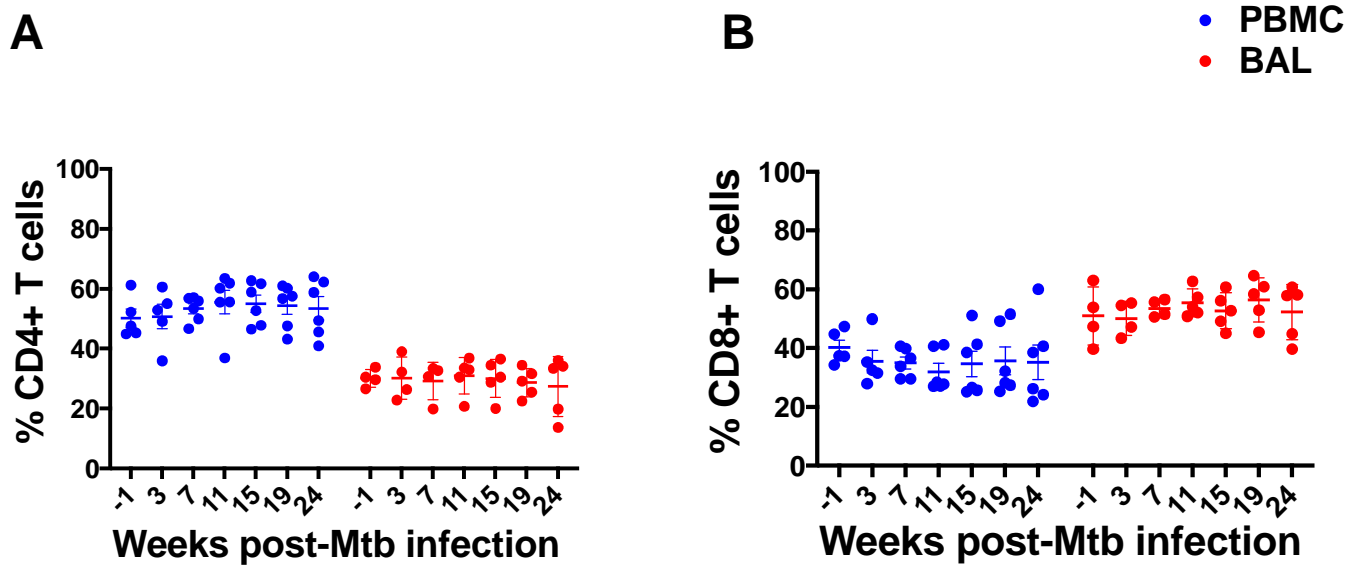 A
B
PBMC
BAL
% CD4+ T cells
100
80
60
40
20
0
-1 3 7 11 15 19 24 -1 3 7 11 15 19 24
Weeks post-Mtb infection
% CD8+ T cells
100
80
60
40
20
0
-1 3 7 11 15 19 24 -1 3 7 11 15 19 24
Weeks post-Mtb infection